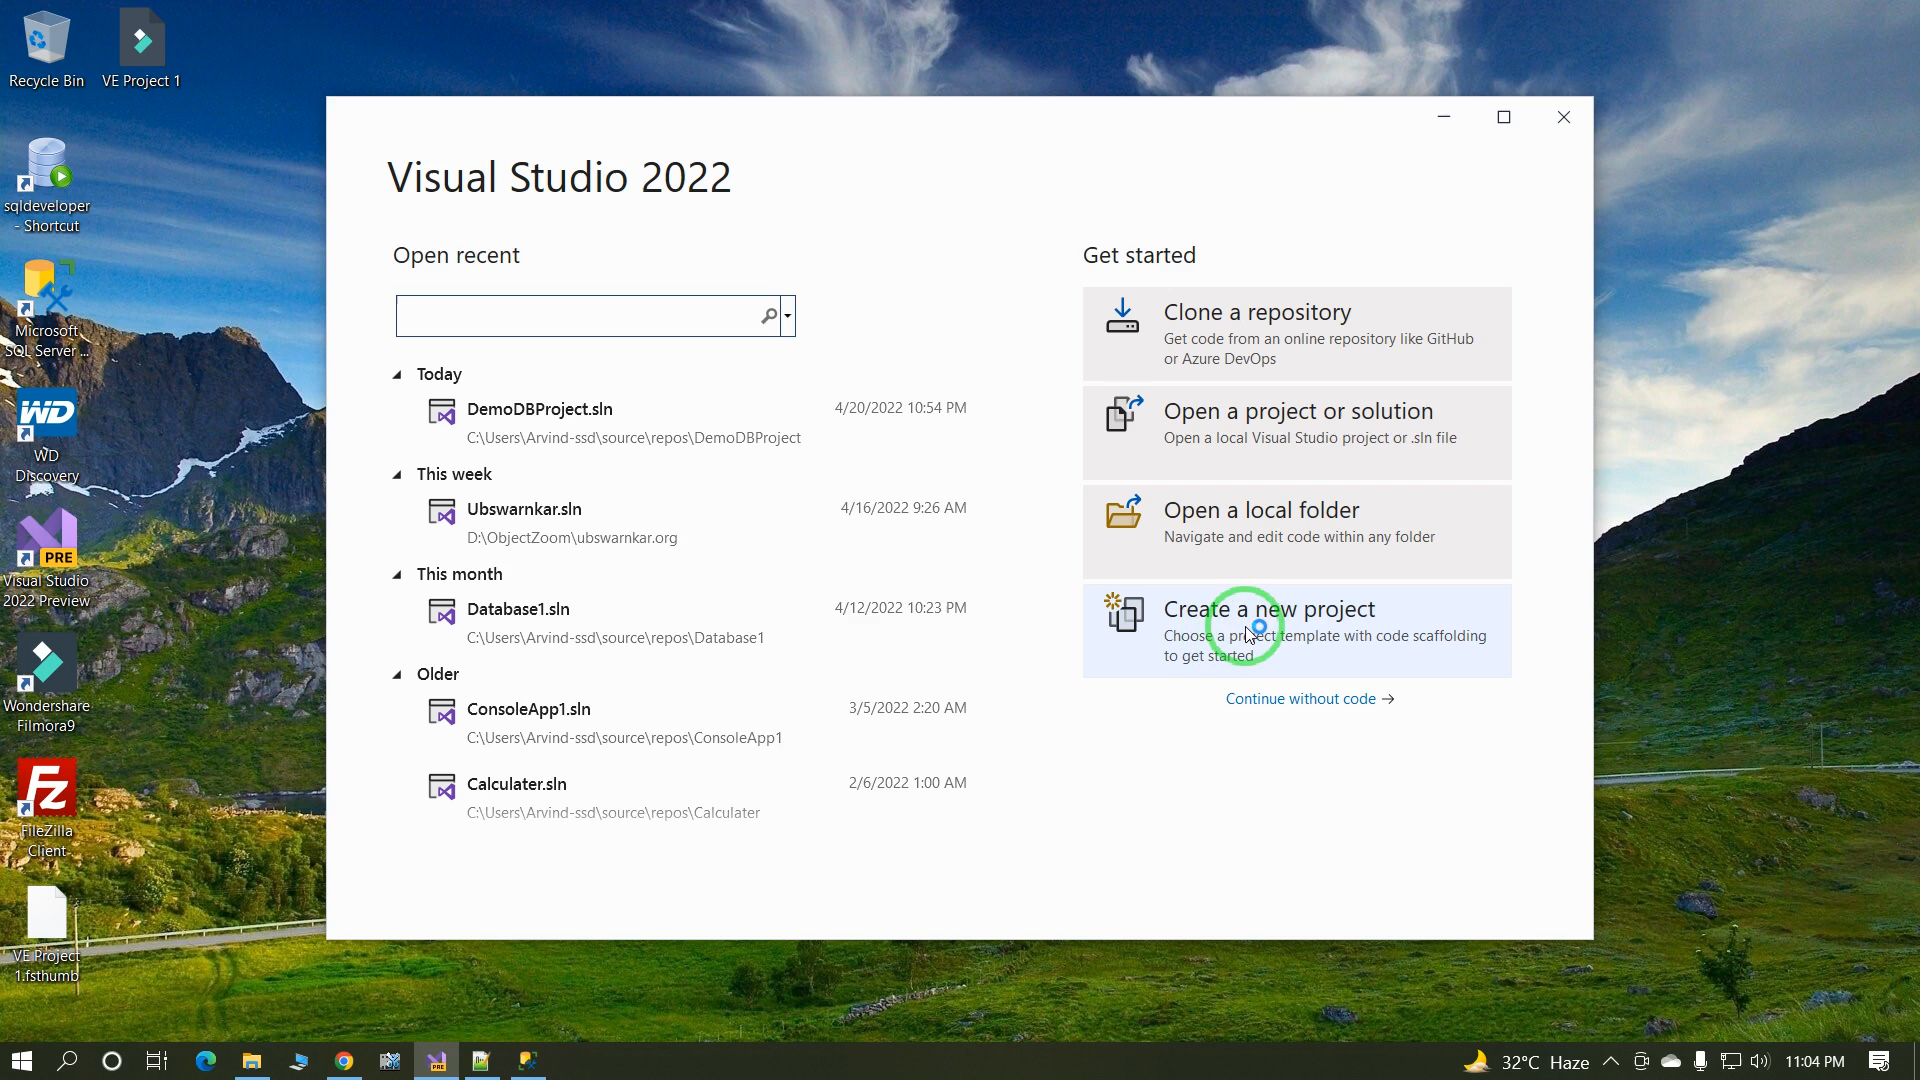 Recycle Bin
VE Project 1
sqldeveloper
- Shortcut
Microsoft
SQL Server ...
WD
WD
Discovery
PRE
Visual Studio
2022 Preview
Wondershare
Filmora9
FZ
FileZilla
Client
VE Project
1.fsthumb
Visual Studio 2022
Open recent
Today
DemoDBProject.sln
4/20/2022 10:54 PM
C:\Users\Arvind-ssd\source\repos\DemoDBProject
This week
Ubswarnkar.sln
4/16/2022 9:26 AM
D:\ObjectZoom\ubswarnkar.org
This month
Database1.sln
4/12/2022 10:23 PM
C:\Users\Arvind-ssd\source\repos\Database1
Older
ConsoleApp1.sln
3/5/2022 2:20 AM
C:\Users\Arvind-ssd\source\repos\ConsoleApp1
Calculater.sln
2/6/2022 1:00 AM
C:\Users\Arvind-ssd\source\repos\Calculater
Get started
Clone a repository
Get code from an online repository like GitHub
or Azure DevOps
Open a project or solution
Open a local Visual Studio project or .sln file
Open a local folder
Navigate and edit code within any folder
Create a new project
Choose a project template with code scaffolding
to get started
Continue without code →
PRE
32°C Haze
11:04 PM